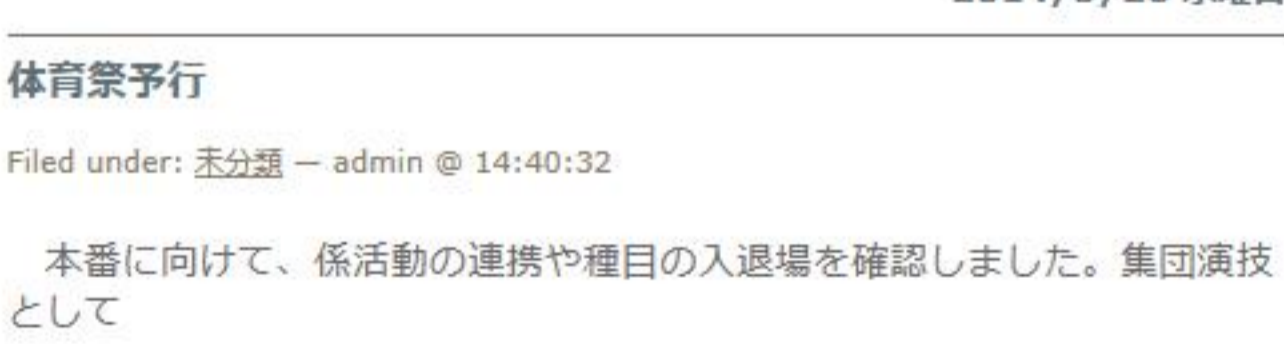 体育祭予行
Filed under: 未分類 — admin @ 14:40:32
本番に向けて、係活動の連携や種目の入退場を確認しました。集団演技
として